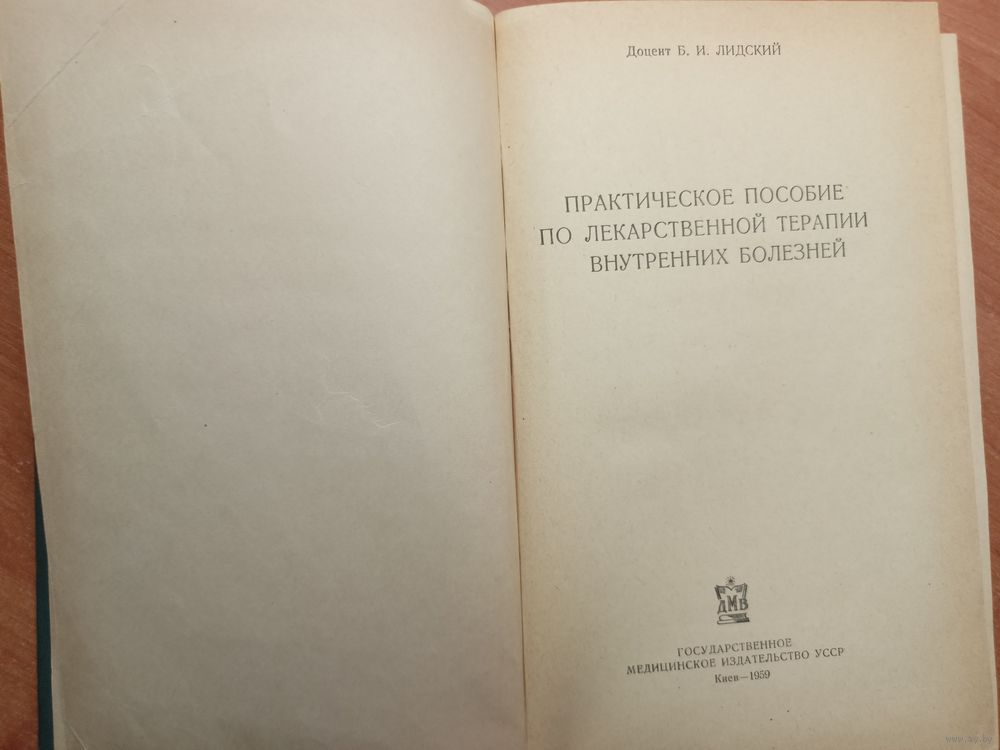 Доцент Б. И. ЛИДСКИЙ
ПРАКТИЧЕСКОЕ ПОСОБИЕ
ПО ЛЕКАРСТВЕННОЙ ТЕРАПИИ
ВНУТРЕННИХ БОЛЕЗНЕЙ
ДМВ
ГОСУДАРСТВЕННОЕ
МЕДИЦИНСКОЕ ИЗДАТЕЛЬСТВО УССР
Киев—1959